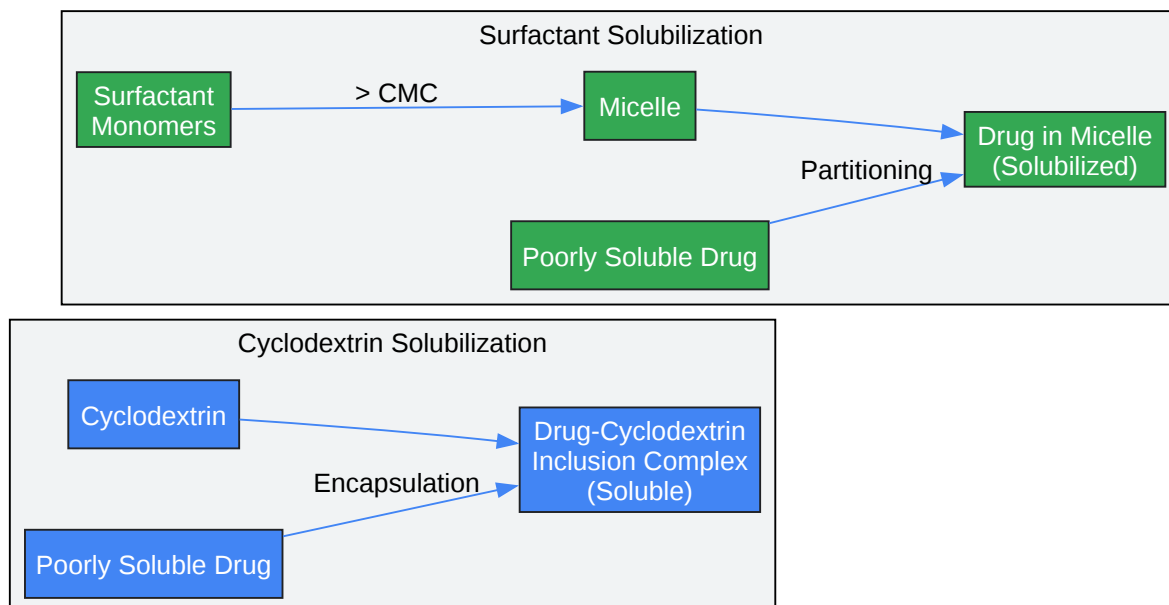 Surfactant Solubilization
Surfactant
Monomers
> CMC
Micelle
Drug in Micelle
(Solubilized)
Partitioning
Poorly Soluble Drug
Cyclodextrin Solubilization
Cyclodextrin
Drug-Cyclodextrin
Inclusion Complex
(Soluble)
Encapsulation
Poorly Soluble Drug